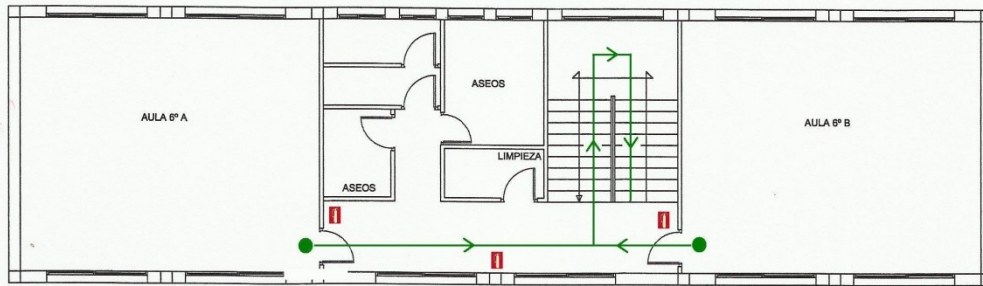 AULA 6º A
ASEOS
ASEOS
LIMPIEZA
AULA 6º B